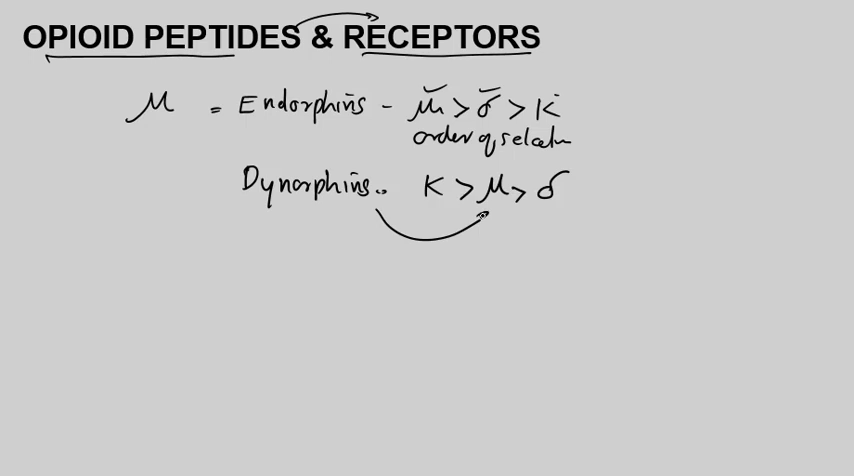 OPIOID PEPTIDES & RECEPTORS
μ = Endorphins - μ > δ > K
order of selectn
Dynorphins.. K > μ > δ